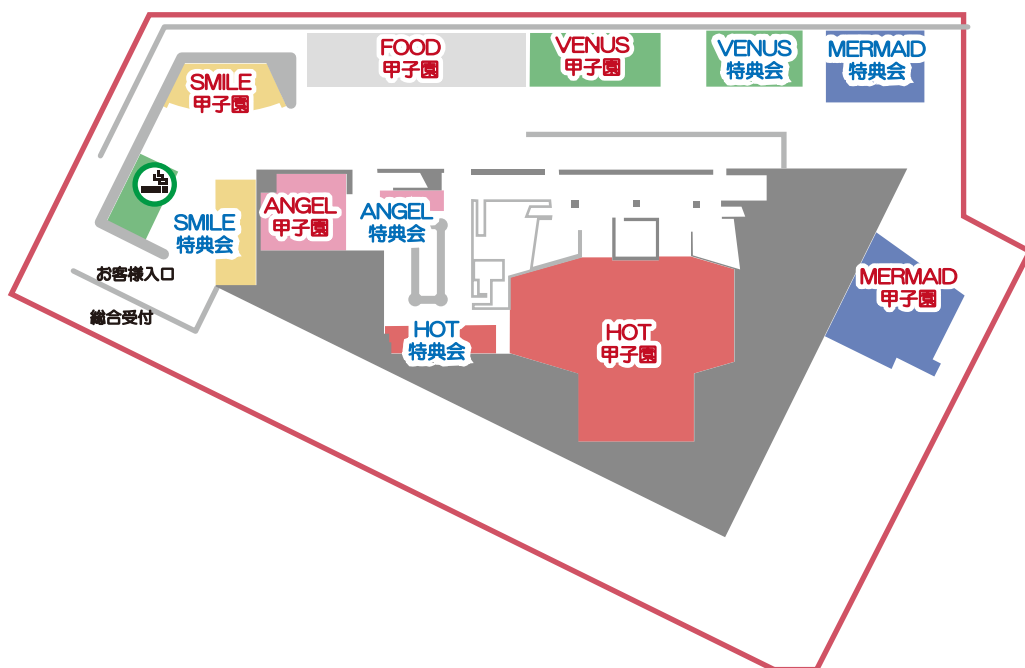 FOOD
甲子園
VENUS
甲子園
VENUS
特典会
MERMAID
特典会
SMILE
甲子園
SMILE
特典会
ANGEL
甲子園
ANGEL
特典会
お客様入口
総合受付
HOT
特典会
HOT
甲子園
MERMAID
甲子園